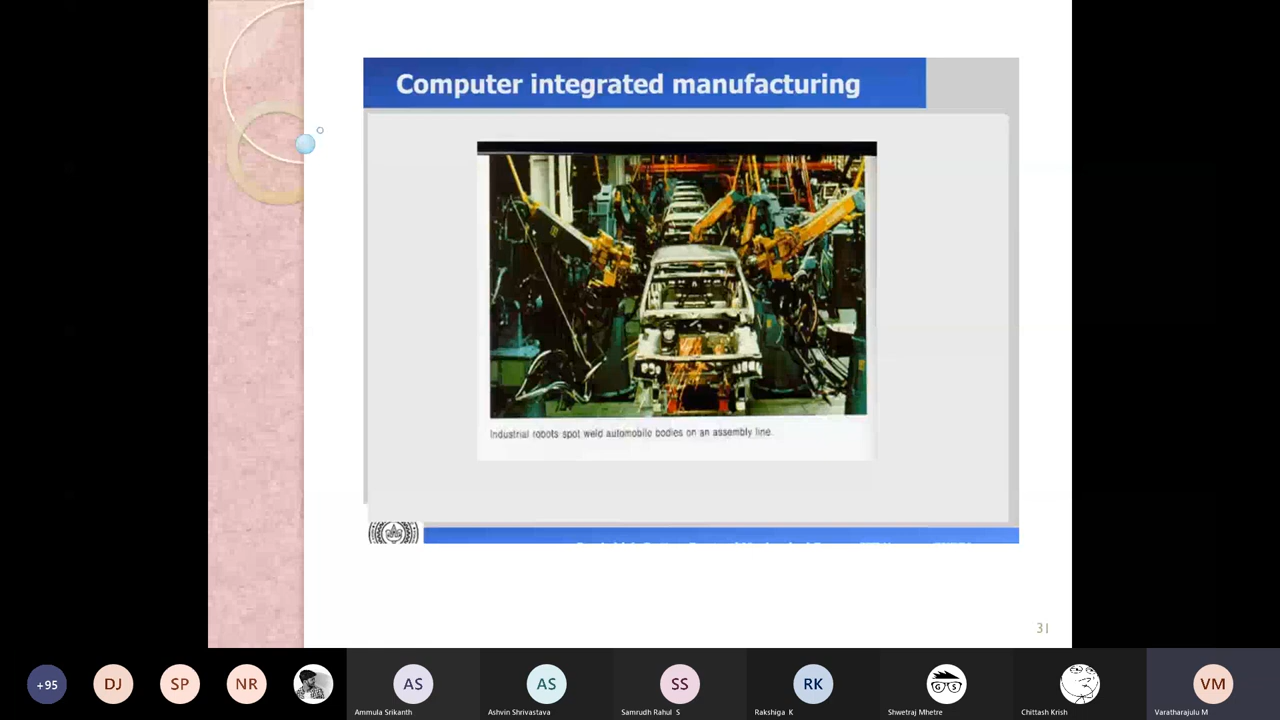 Computer integrated manufacturing
Industrial robots spot weld automobile bodies on an assembly line.
31
+95
DJ
SP
NR
AS
AS
SS
RK
GS
VM
Ammula Srikanth
Ashvin Shrivastava
Samrudh Rahul S
Rakshiga K
Shwetraj Mhetre
Chittash Krish
Varatharajulu M